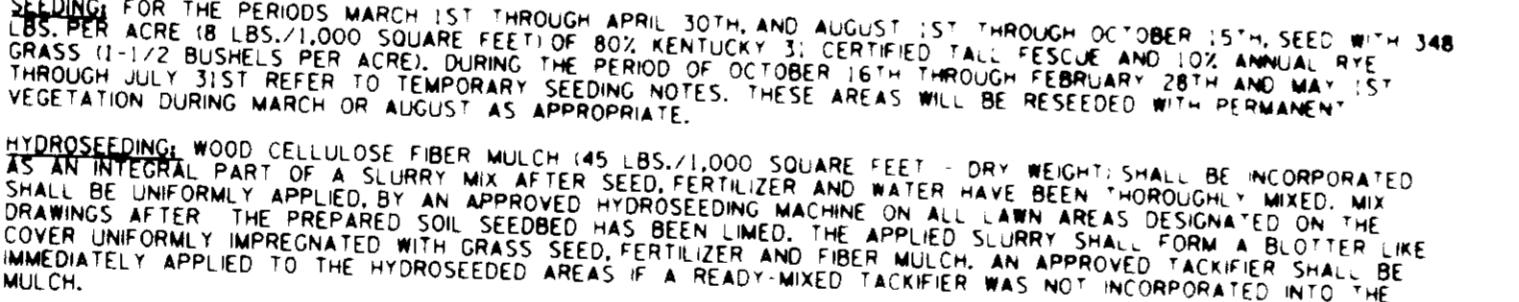 SEEDING: FOR THE PERIODS MARCH 1ST THROUGH APRIL 30TH, AND AUGUST 1ST THROUGH OCTOBER 15TH, SEED WITH 348
LBS. PER ACRE (8 LBS./1,000 SQUARE FEET) OF 80% KENTUCKY 31 CERTIFIED TALL FESCUE AND 10% ANNUAL RYE
GRASS (1-1/2 BUSHELS PER ACRE). DURING THE PERIOD OF OCTOBER 16TH THROUGH FEBRUARY 28TH AND MAY 1ST
THROUGH JULY 31ST REFER TO TEMPORARY SEEDING NOTES. THESE AREAS WILL BE RESEEDED WITH PERMANENT
VEGETATION DURING MARCH OR AUGUST AS APPROPRIATE.
HYDROSEEDING: WOOD CELLULOSE FIBER MULCH (45 LBS./1,000 SQUARE FEET - DRY WEIGHT) SHALL BE INCORPORATED
AS AN INTEGRAL PART OF A SLURRY MIX AFTER SEED, FERTILIZER AND WATER HAVE BEEN THOROUGHLY MIXED. MIX
SHALL BE UNIFORMLY APPLIED, BY AN APPROVED HYDROSEEDING MACHINE ON ALL LAWN AREAS DESIGNATED ON THE
DRAWINGS AFTER THE PREPARED SOIL SEEDBED HAS BEEN LIMED. THE APPLIED SLURRY SHALL FORM A BLOTTER LIKE
COVER UNIFORMLY IMPREGNATED WITH GRASS SEED, FERTILIZER AND FIBER MULCH. AN APPROVED TACKIFIER SHALL BE
IMMEDIATELY APPLIED TO THE HYDROSEEDED AREAS IF A READY-MIXED TACKIFIER WAS NOT INCORPORATED INTO THE
MULCH.